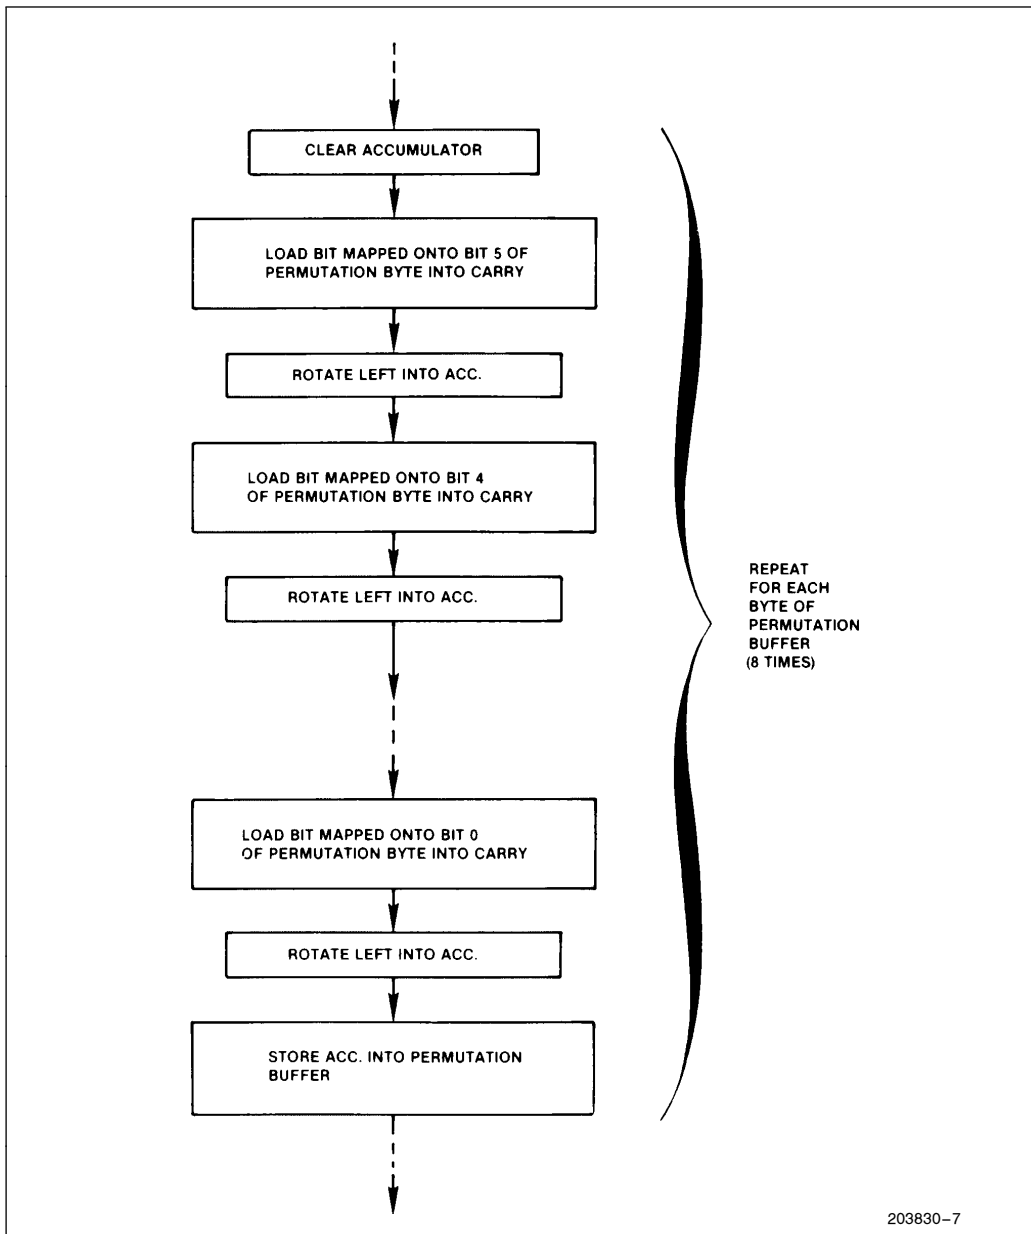 CLEAR ACCUMULATOR
LOAD BIT MAPPED ONTO BIT 5 OF
PERMUTATION BYTE INTO CARRY
ROTATE LEFT INTO ACC.
LOAD BIT MAPPED ONTO BIT 4
OF PERMUTATION BYTE INTO CARRY
ROTATE LEFT INTO ACC.
LOAD BIT MAPPED ONTO BIT 0
OF PERMUTATION BYTE INTO CARRY
ROTATE LEFT INTO ACC.
STORE ACC. INTO PERMUTATION
BUFFER
REPEAT
FOR EACH
BYTE OF
PERMUTATION
BUFFER
(8 TIMES)
203830–7